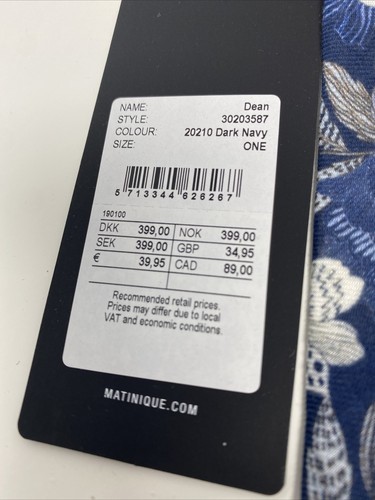 NAME: Dean
STYLE: 30203587
COLOUR: 20210 Dark Navy
SIZE: ONE
5 713344 626267
190100
DKK 399,00 NOK 399,00
SEK 399,00 GBP 34,95
€ 39,95 CAD 89,00
Recommended retail prices.
Prices may differ due to local
VAT and economic conditions.
MATINIQUE.COM